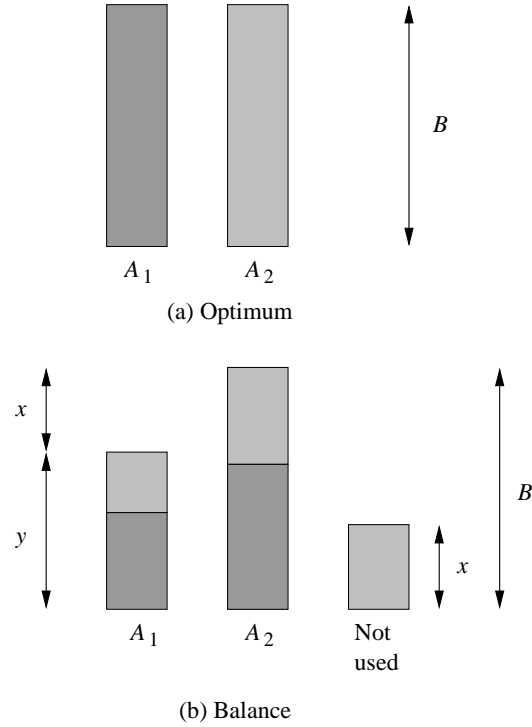 B
A1 A2
(a) Optimum
x
y
B
x
A1 A2 Not
used
(b) Balance